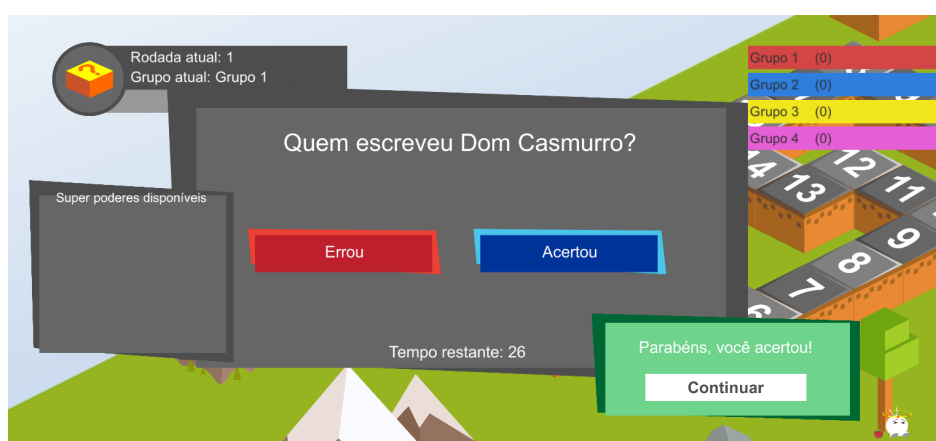 Rodada atual: 1
Grupo atual: Grupo 1
Grupo 1 (0)
Grupo 2 (0)
Grupo 3 (0)
Grupo 4 (0)
Quem escreveu Dom Casmurro?
Super poderes disponíveis
Errou
Acertou
Tempo restante: 26
Parabéns, você acertou!
Continuar
12
14
13
11
9
8
7
6